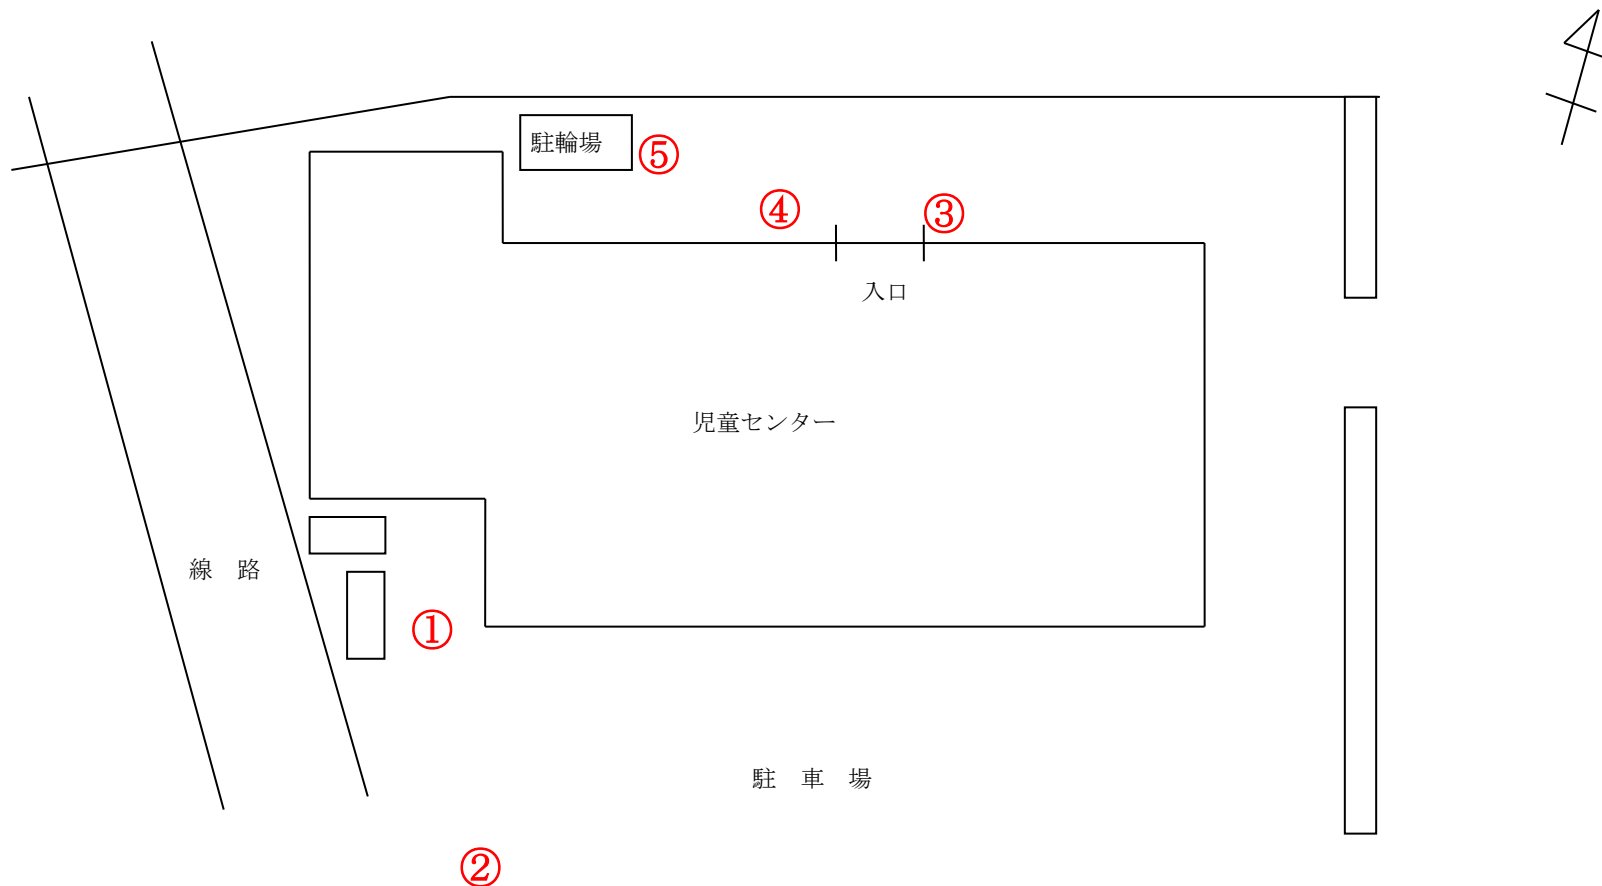 駐輪場
⑤
④
③
入口
児童センター
線　路
①
駐　車　場
②